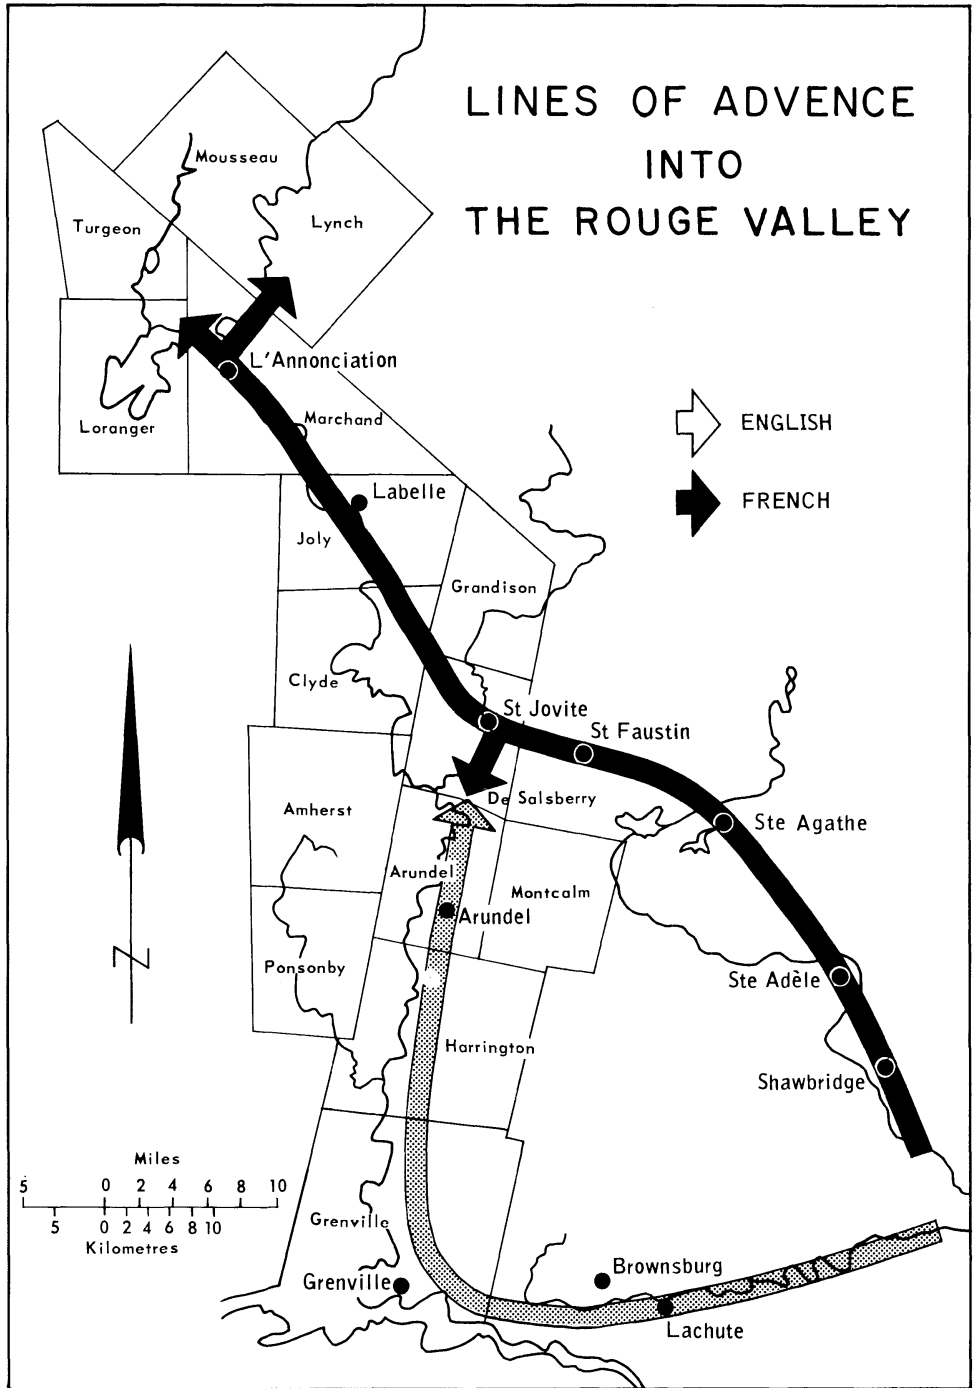 LINES OF ADVENCE
INTO
THE ROUGE VALLEY
Mousseau
Turgeon
Lynch
L'Annonciation
Loranger
Marchand
ENGLISH
Labelle
FRENCH
Joly
Grandison
Clyde
St Jovite
St Faustin
De Salsberry
Amherst
Ste Agathe
Arundel
Montcalm
Arundel
Ponsonby
Ste Adèle
Harrington
Shawbridge
N
Miles
5 0 2 4 6 8 10
5 0 2 4 6 8 10
Kilometres
Grenville
Grenville
Brownsburg
Lachute